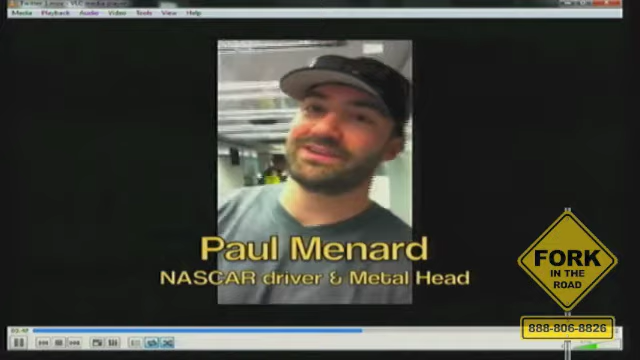 Media Playback Audio Video Tools View Help
Paul Menard
NASCAR driver & Metal Head
FORK
IN THE
ROAD
888-806-8826